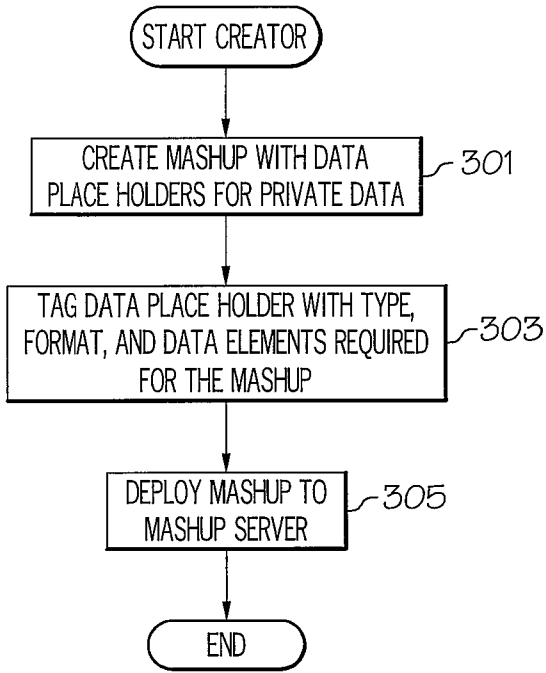 START CREATOR
CREATE MASHUP WITH DATA
PLACE HOLDERS FOR PRIVATE DATA
301
TAG DATA PLACE HOLDER WITH TYPE,
FORMAT, AND DATA ELEMENTS REQUIRED
FOR THE MASHUP
303
DEPLOY MASHUP TO
MASHUP SERVER
305
END